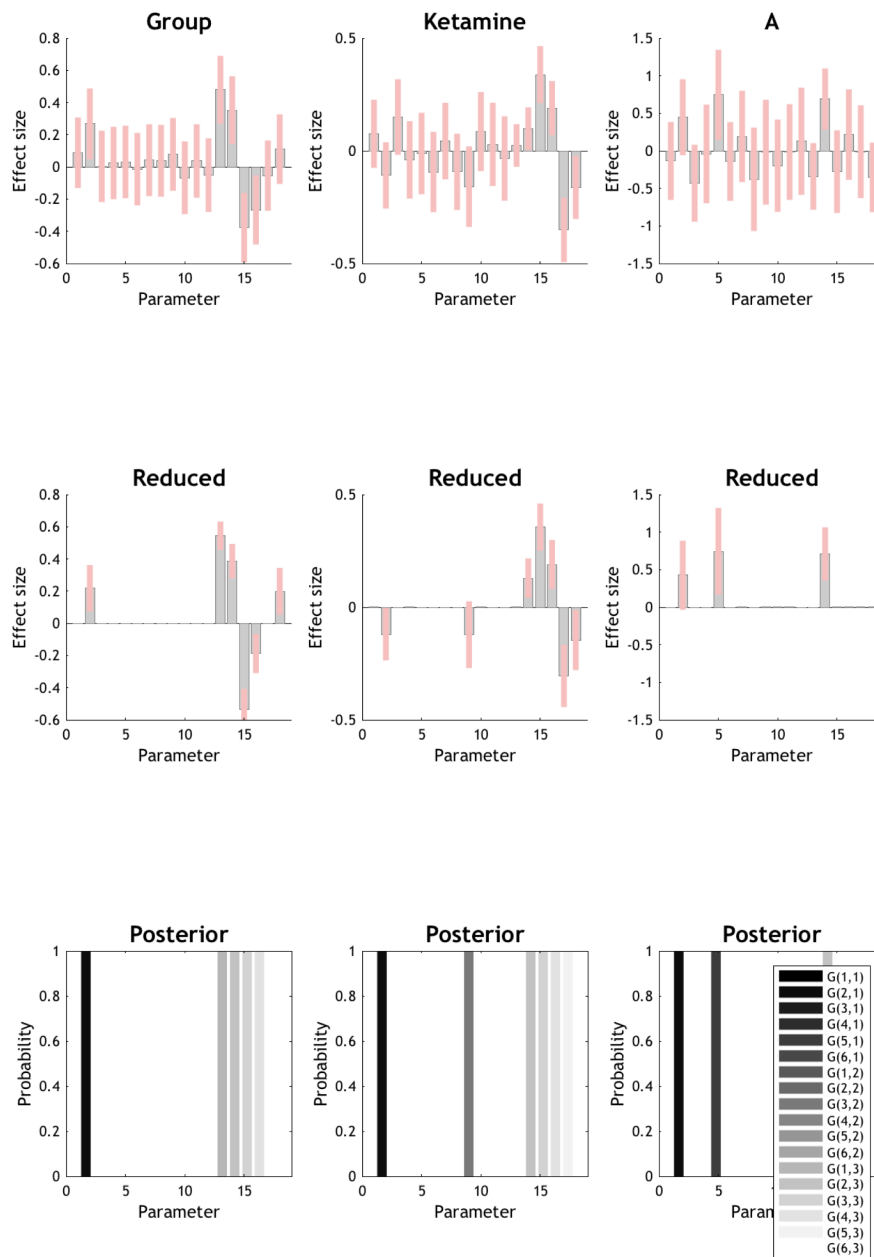 Group
Ketamine
A
0.8
0.6
0.4
0.2
0
-0.2
-0.4
-0.6
Effect size
0 5 10 15
Parameter
0.5
0
-0.5
Effect size
0 5 10 15
Parameter
1.5
1
0.5
0
-0.5
-1
-1.5
Effect size
0 5 10 15
Parameter
Reduced
Reduced
Reduced
0.8
0.6
0.4
0.2
0
-0.2
-0.4
-0.6
Effect size
0 5 10 15
Parameter
0.5
0
-0.5
Effect size
0 5 10 15
Parameter
1.5
1
0.5
0
-0.5
-1
-1.5
Effect size
0 5 10 15
Parameter
Posterior
Posterior
Posterior
1
0.8
0.6
0.4
0.2
0
Probability
0 5 10 15
Parameter
1
0.8
0.6
0.4
0.2
0
Probability
0 5 10 15
Parameter
1
0.8
0.6
0.4
0.2
0
Probability
0 5
G(1,1)
G(2,1)
G(3,1)
G(4,1)
G(5,1)
G(6,1)
G(1,2)
G(2,2)
G(3,2)
G(4,2)
G(5,2)
G(6,2)
G(1,3)
G(2,3)
G(3,3)
G(4,3)
G(5,3)
G(6,3)